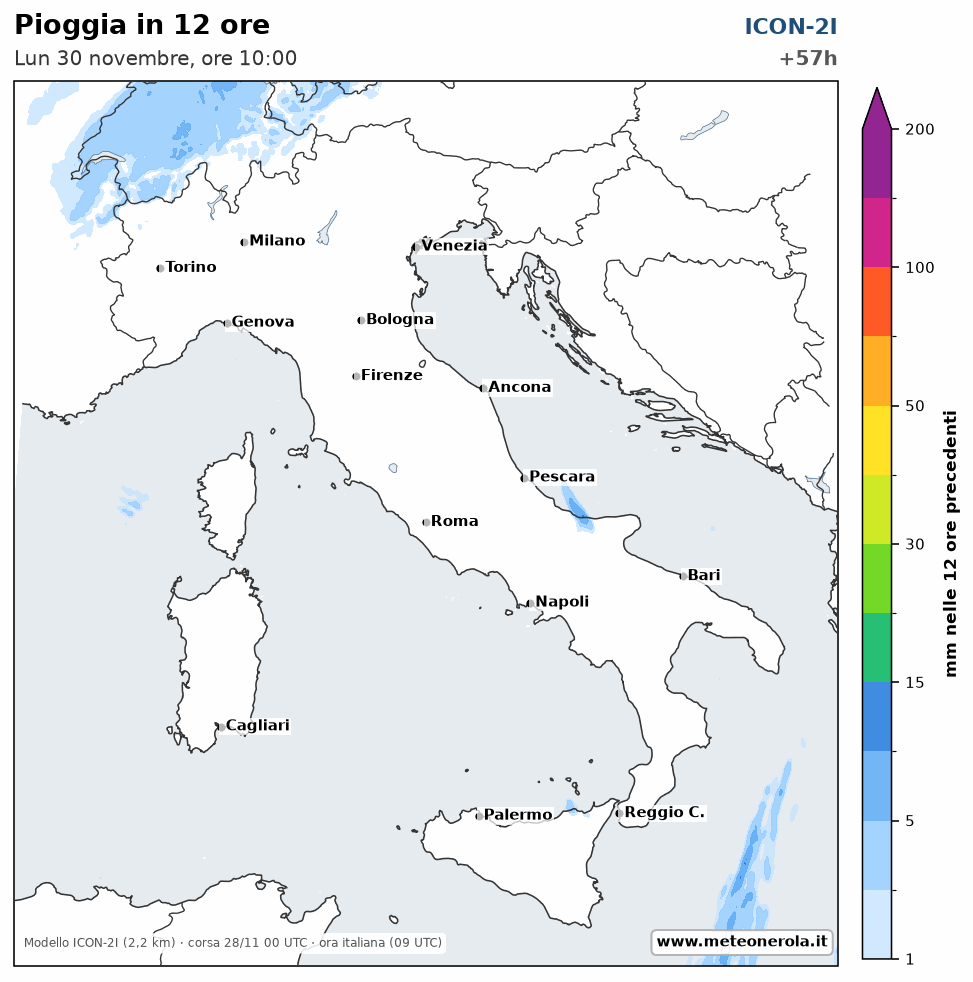 Pioggia in 12 ore
ICON-2I
Lun 30 novembre, ore 10:00
+57h
Milano
Venezia
Torino
Genova
Bologna
Firenze
Ancona
Pescara
Roma
Bari
Napoli
Cagliari
Palermo
Reggio C.
200
100
50
30
15
5
1
mm nelle 12 ore precedenti
Modello ICON-2I (2,2 km) · corsa 28/11 00 UTC · ora italiana (09 UTC)
www.meteonerola.it